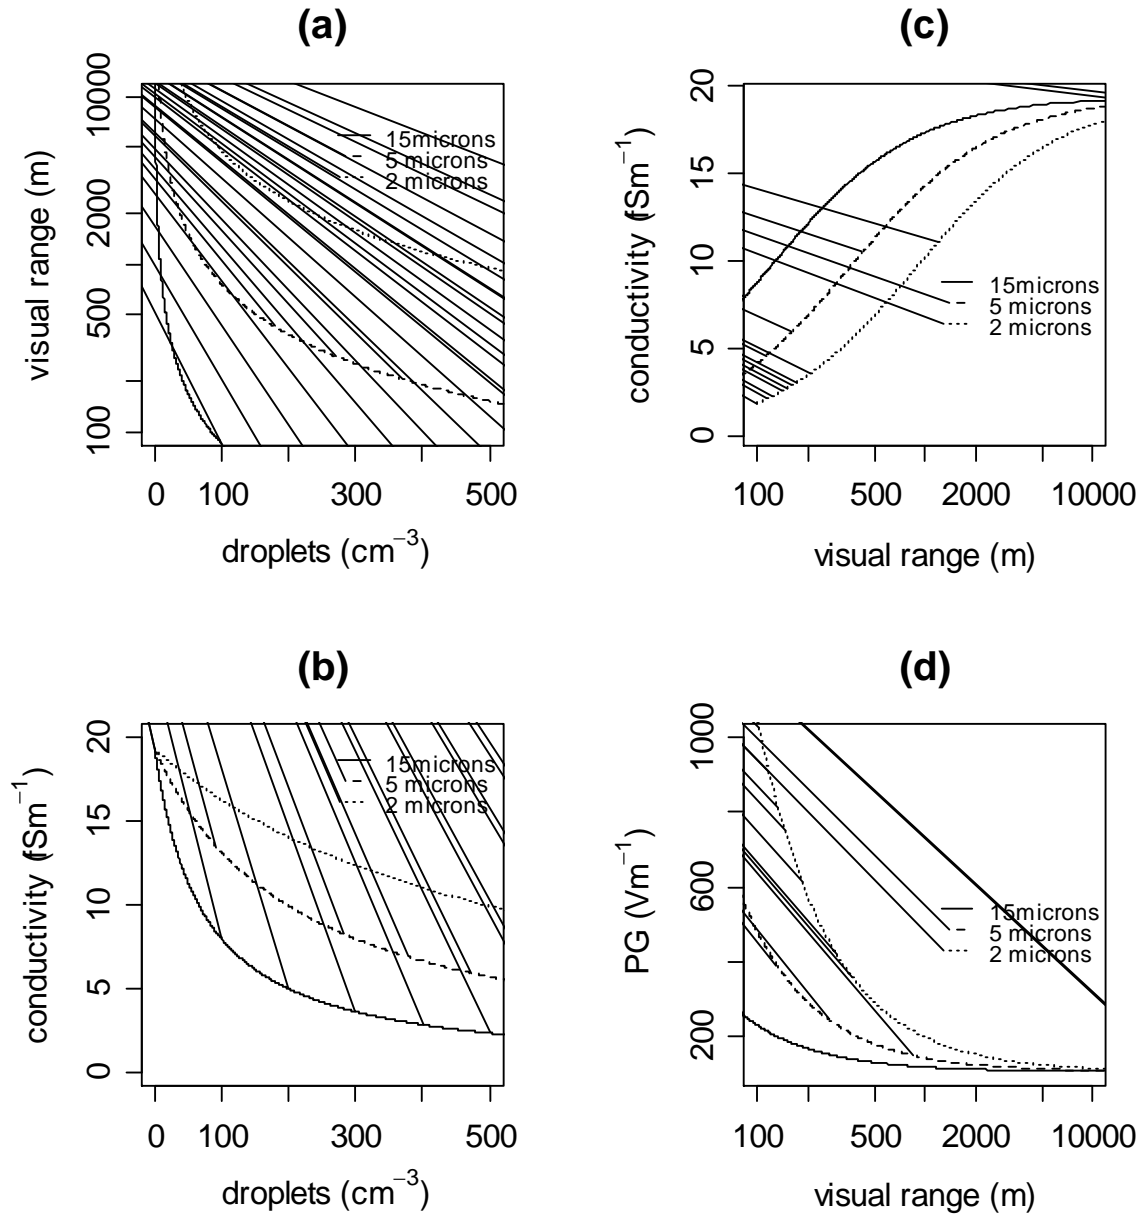 (a)
10000
2000
500
100
visual range (m)
15microns
5 microns
2 microns
0 100 300 500
droplets (cm⁻³)
(c)
20
15
10
5
0
conductivity (fSm⁻¹)
15microns
5 microns
2 microns
100 500 2000 10000
visual range (m)
(b)
20
15
10
5
0
conductivity (fSm⁻¹)
15microns
5 microns
2 microns
0 100 300 500
droplets (cm⁻³)
(d)
1000
600
200
PG (Vm⁻¹)
15microns
5 microns
2 microns
100 500 2000 10000
visual range (m)